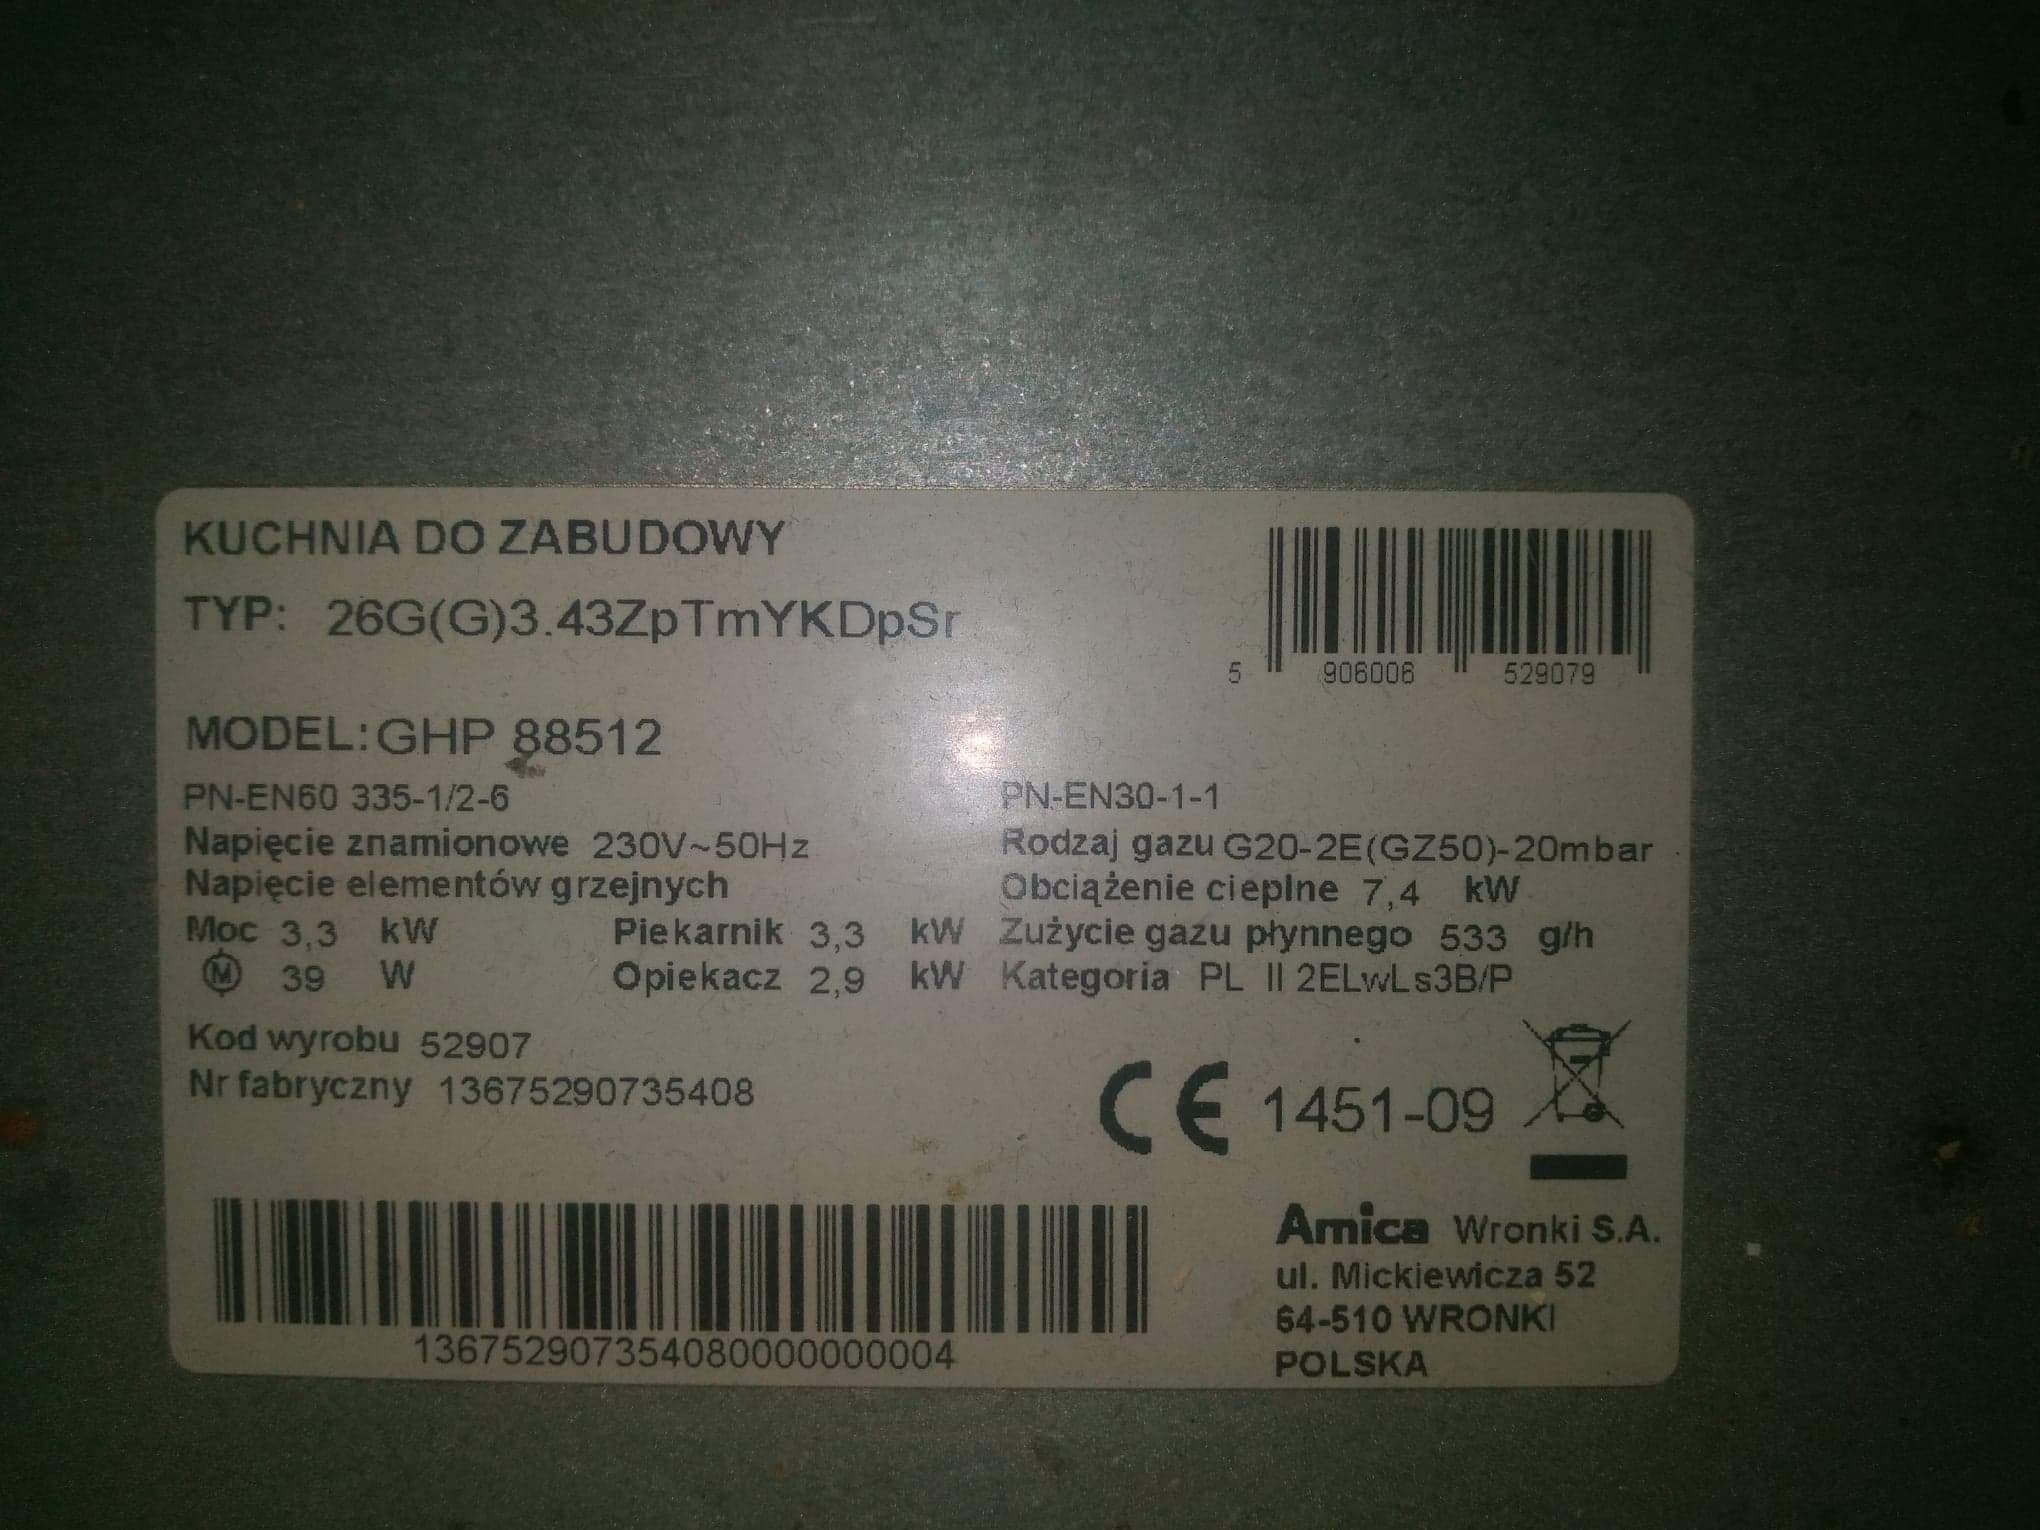 KUCHNIA DO ZABUDOWY
TYP: 26G(G)3.43ZpTmYKDpSr
5 906006 529079
MODEL: GHP 88512
PN-EN60 335-1/2-6
Napięcie znamionowe 230V~50Hz
Napięcie elementów grzejnych
Moc 3,3 kW Piekarnik 3,3 kW
M 39 W Opiekacz 2,9 kW
PN-EN30-1-1
Rodzaj gazu G20-2E(GZ50)-20mbar
Obciążenie cieplne 7,4 kW
Zużycie gazu płynnego 533 g/h
Kategoria PL II 2ELwLs3B/P
Kod wyrobu 52907
Nr fabryczny 13675290735408
CE 1451-09
136752907354080000000004
Amica Wronki S.A.
ul. Mickiewicza 52
64-510 WRONKI
POLSKA